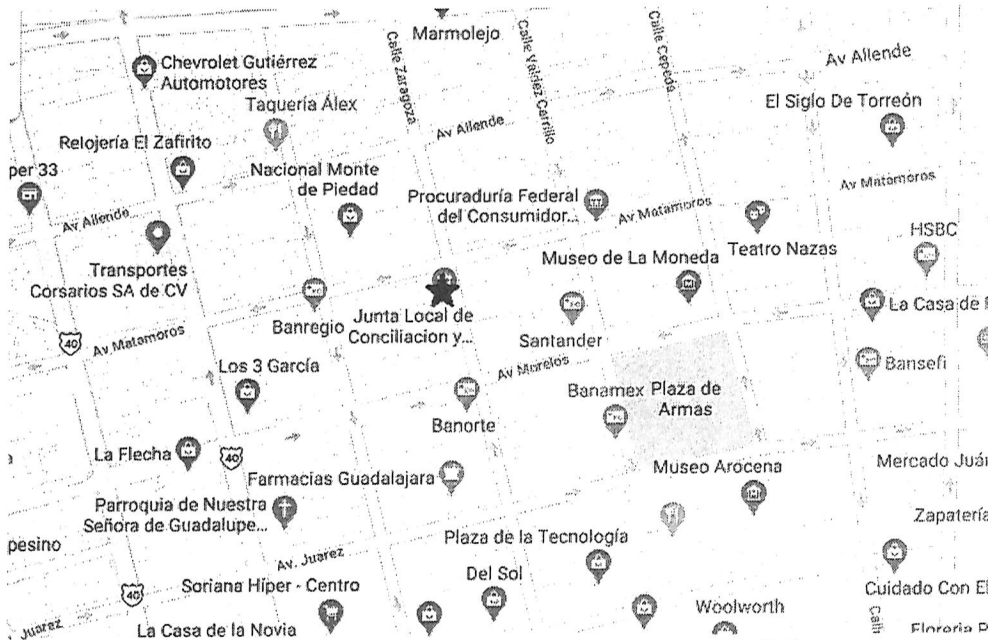 Marmolejo
Calle Zaragoza
Calle Valdez Carrillo
Calle Cepeda
Chevrolet Gutiérrez
Automotores
Av Allende
Taquería Álex
El Siglo De Torreón
Av Allende
Relojería El Zafirito
per 33
Nacional Monte
de Piedad
Procuraduría Federal
del Consumidor...
Av Matamoros
Av Matamoros
Av Allende
HSBC
Teatro Nazas
Museo de La Moneda
Transportes
Corsarios SA de CV
La Casa de
Junta Local de
Conciliacion y...
Banregio
Santander
40
Av Matamoros
Los 3 García
Av Morelos
Bansefi
Banamex
Plaza de
Armas
Banorte
La Flecha
40
Farmacias Guadalajara
Museo Arocena
Mercado Juár
Parroquia de Nuestra
Señora de Guadalupe...
Zapatería
pesino
Plaza de la Tecnología
Av. Juarez
Del Sol
Soriana Híper - Centro
40
Cuidado Con El
Woolworth
Juarez
La Casa de la Novia
Call
Floreria P